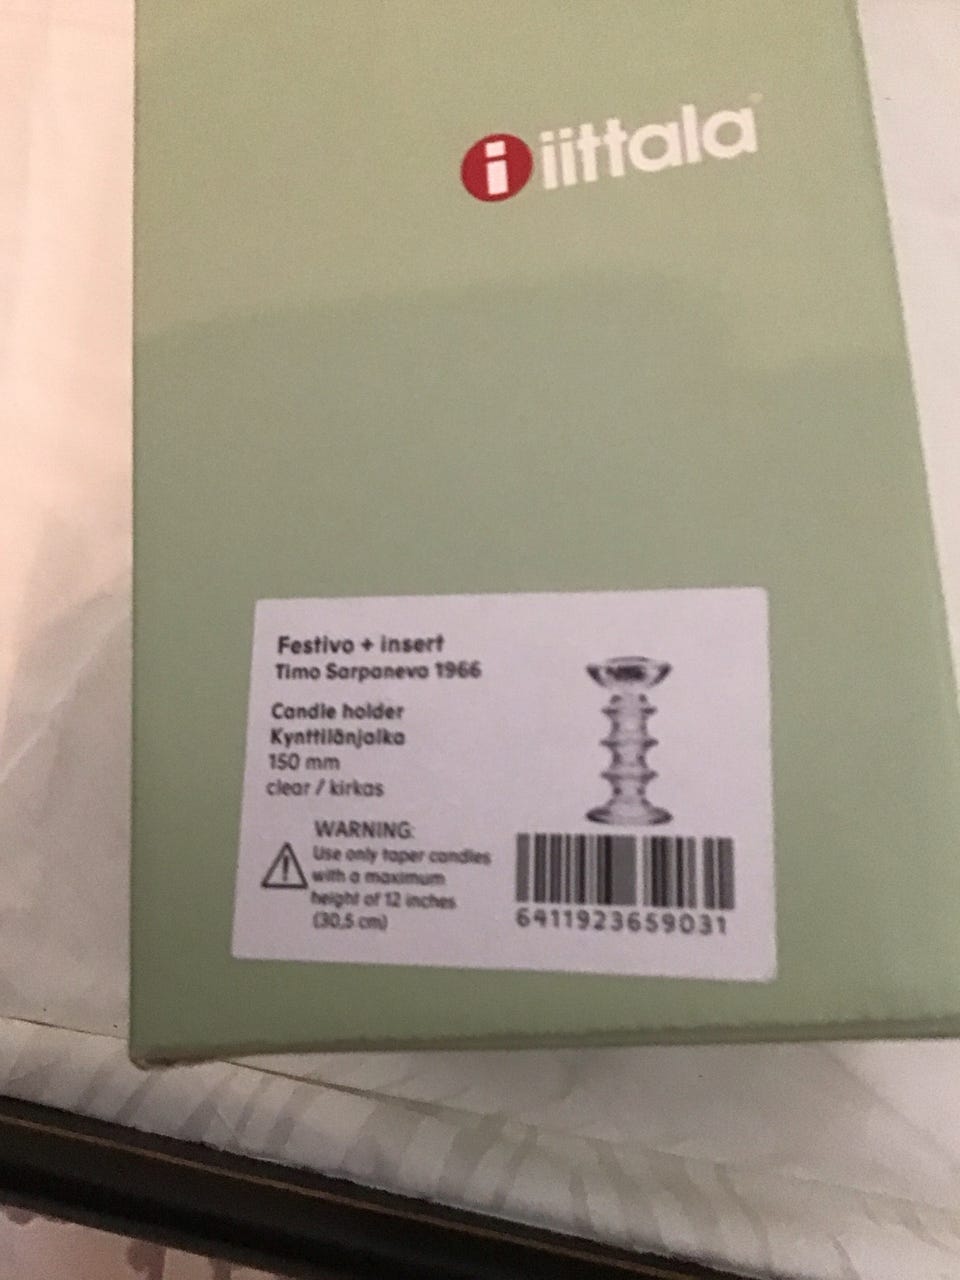 i iittala
Festivo + insert
Timo Sarpaneva 1966
Candle holder
Kynttilänjalka
150 mm
clear / kirkas
WARNING:
Use only taper candles
with a maximum
height of 12 inches
(30,5 cm)
6411923659031